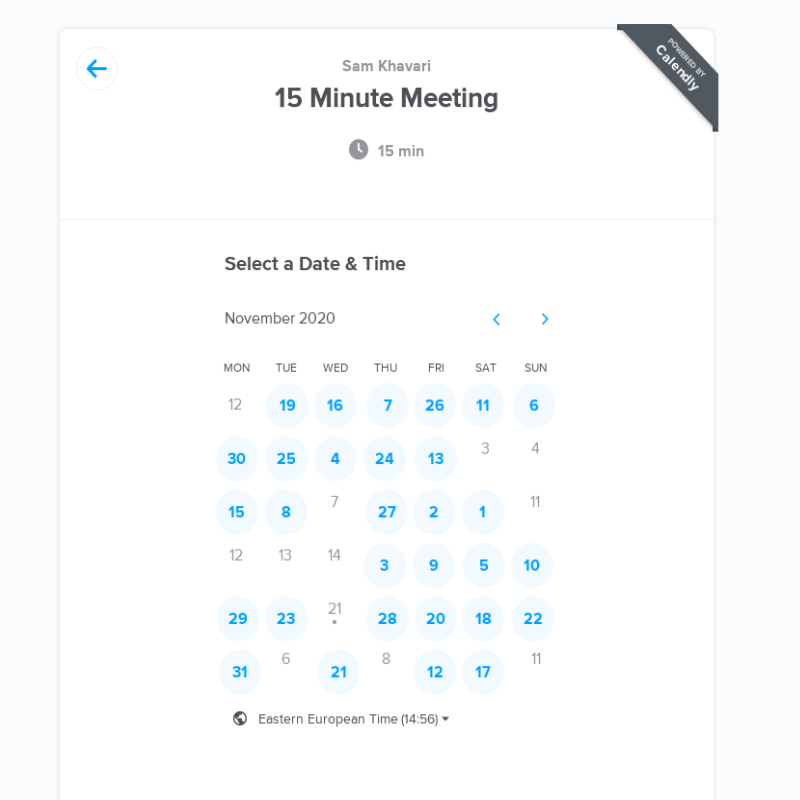 POWERED BY
Calendly
Sam Khavari
15 Minute Meeting
15 min
Select a Date & Time
November 2020
MON TUE WED THU FRI SAT SUN
12 19 16 7 26 11 6
30 25 4 24 13 3 4
15 8 7 27 2 1 11
12 13 14 3 9 5 10
29 23 21 28 20 18 22
31 6 21 8 12 17 11
Eastern European Time (14:56)